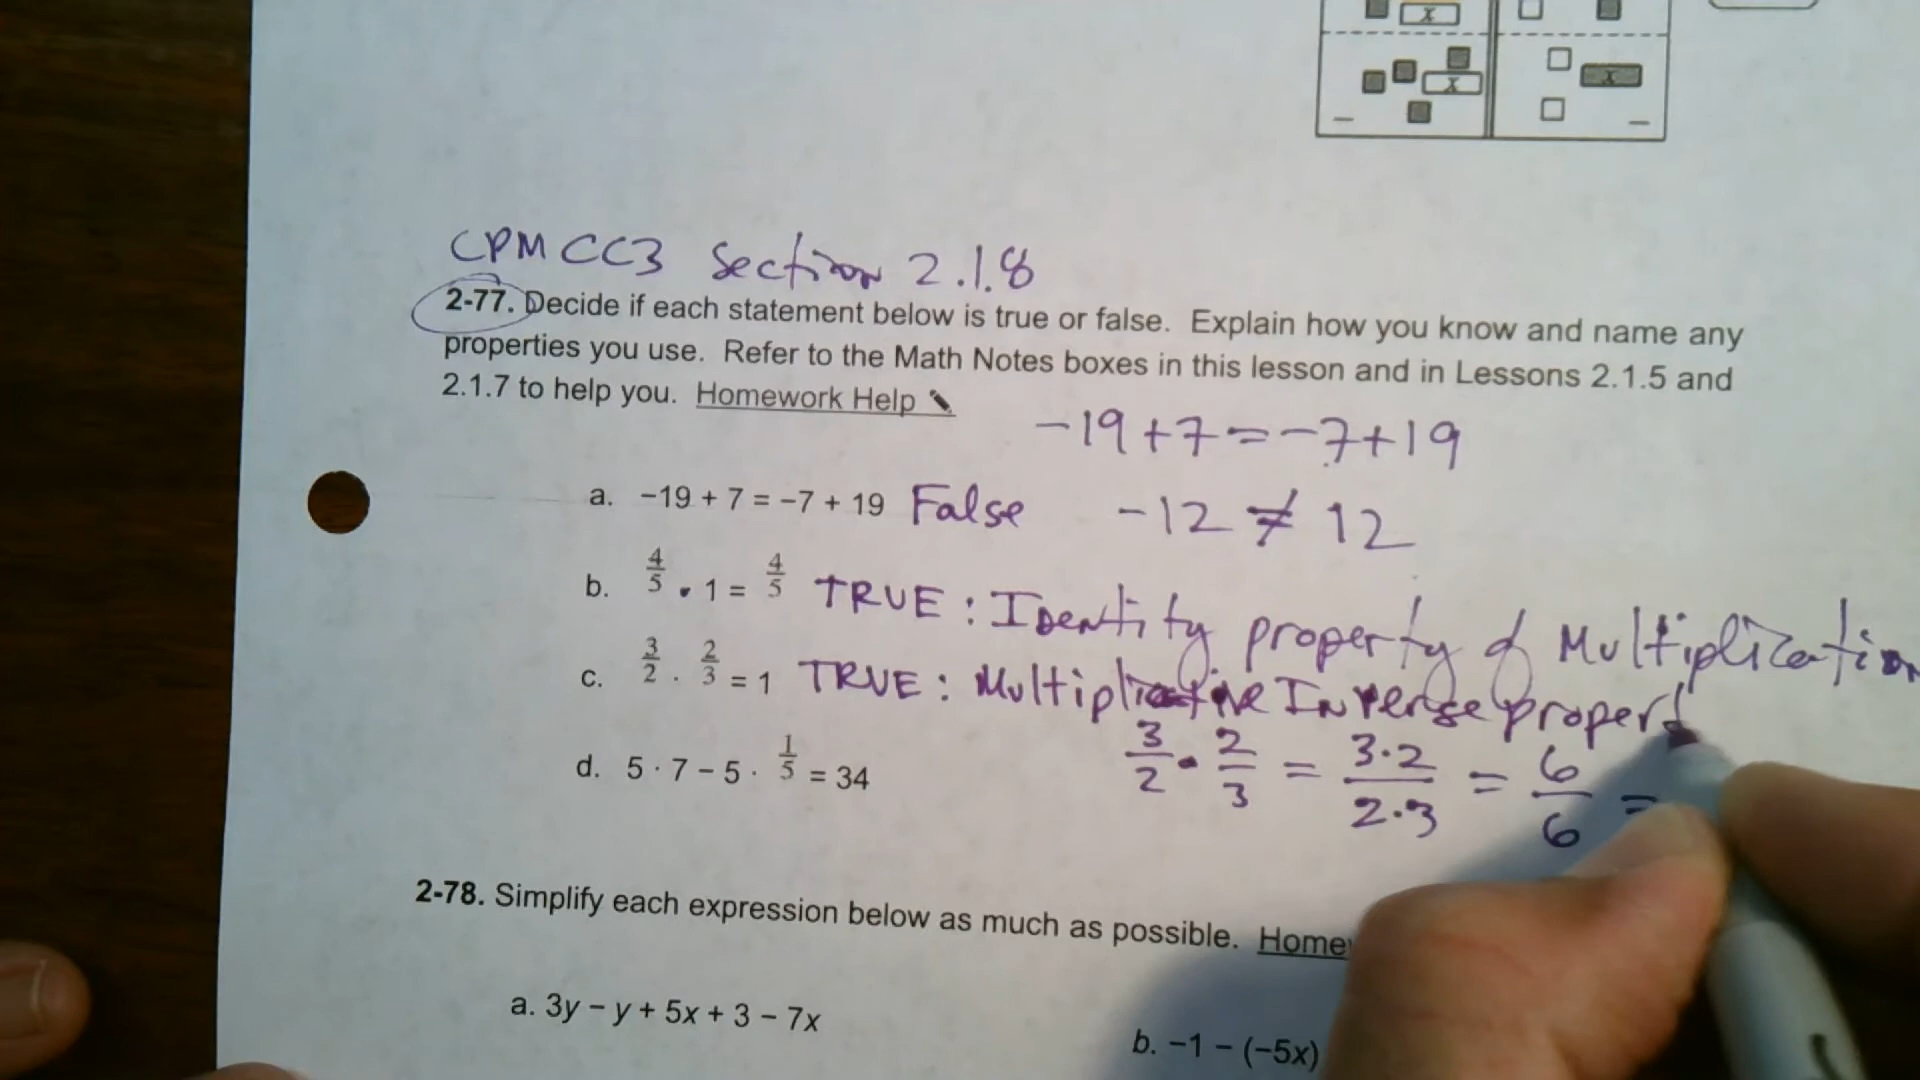 x
x
x
CPM CC3 Section 2.1.8
2-77. Decide if each statement below is true or false. Explain how you know and name any
properties you use. Refer to the Math Notes boxes in this lesson and in Lessons 2.1.5 and
2.1.7 to help you. Homework Help ✎
-19+7=-7+19
a. −19 + 7 = −7 + 19 False -12 ≠ 12
b. 4/5 · 1 = 4/5 TRUE : Identity property of Multiplication
c. 3/2 · 2/3 = 1 TRUE : Multiplicative Inverse propert
3/2 · 2/3 = 3·2/2·3 = 6/6 =
d. 5 · 7 − 5 · 1/5 = 34
2-78. Simplify each expression below as much as possible. Home
a. 3y − y + 5x + 3 − 7x
b. −1 − (−5x)